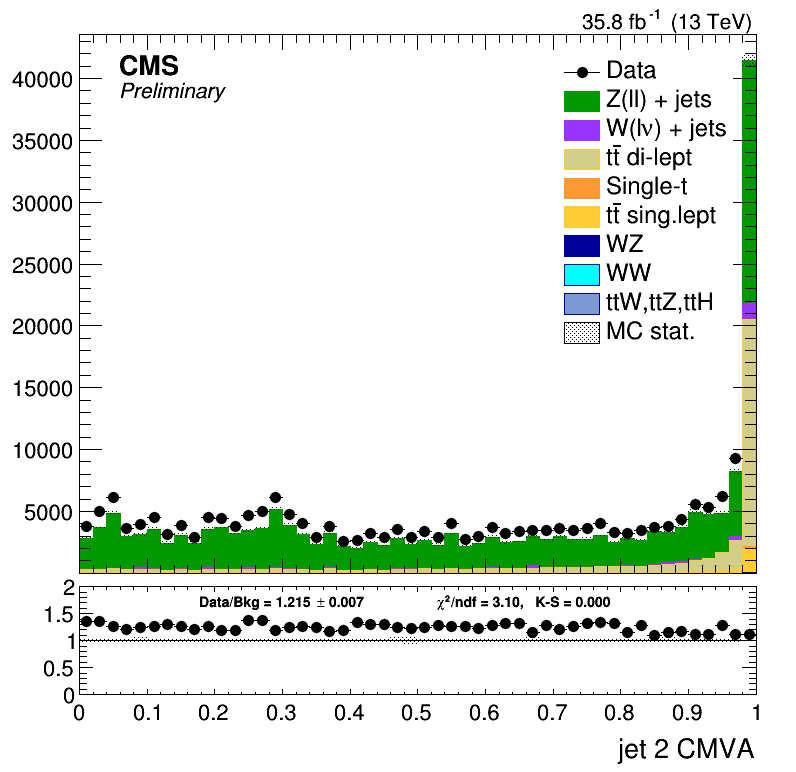 35.8 fb⁻¹ (13 TeV)
CMS
Preliminary
Data
Z(ll) + jets
W(lν) + jets
tt̄ di-lept
Single-t
tt̄ sing.lept
WZ
WW
ttW,ttZ,ttH
MC stat.
40000
35000
30000
25000
20000
15000
10000
5000
Data/Bkg = 1.215 ± 0.007 χ²/ndf = 3.10, K-S = 0.000
2
1.5
1
0.5
0
0 0.1 0.2 0.3 0.4 0.5 0.6 0.7 0.8 0.9 1
jet 2 CMVA